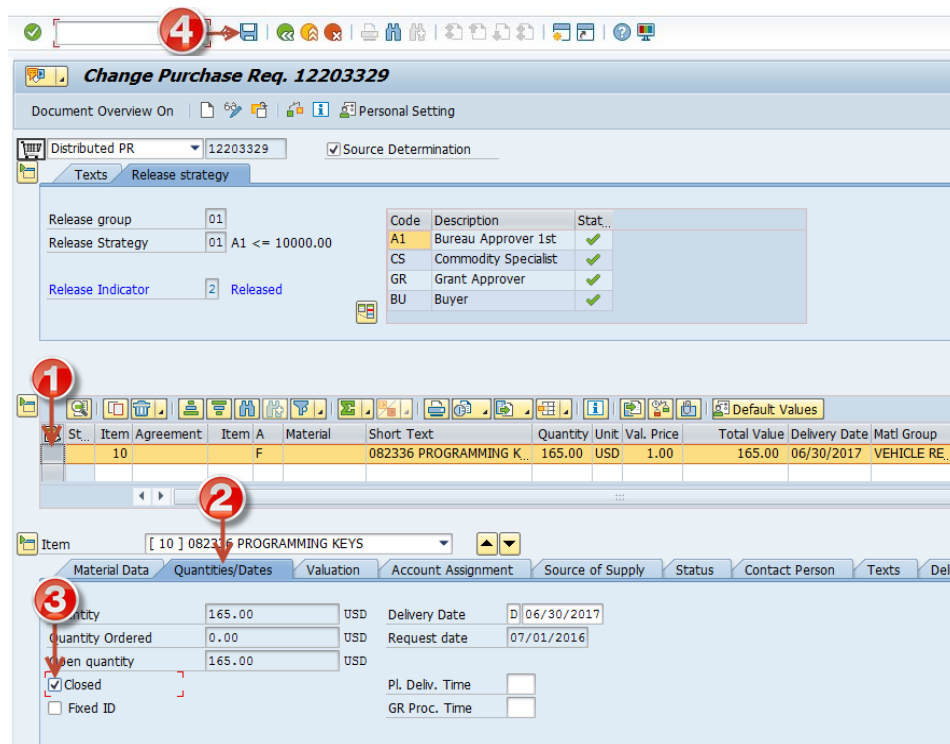 4
Change Purchase Req. 12203329
Document Overview On Personal Setting
Distributed PR 12203329 Source Determination
Texts Release strategy
Release group 01
Release Strategy 01 A1 <= 10000.00
Release Indicator 2 Released
Code Description Stat...
A1 Bureau Approver 1st
CS Commodity Specialist
GR Grant Approver
BU Buyer
1
Default Values
St... Item Agreement Item A Material Short Text Quantity Unit Val. Price Total Value Delivery Date Matl Group
10 F 082336 PROGRAMMING K... 165.00 USD 1.00 165.00 06/30/2017 VEHICLE RE...
2
Item [ 10 ] 082336 PROGRAMMING KEYS
Material Data Quantities/Dates Valuation Account Assignment Source of Supply Status Contact Person Texts Del
3
165.00 USD Delivery Date D 06/30/2017
Quantity Ordered 0.00 USD Request date 07/01/2016
Open quantity 165.00 USD
Closed Pl. Deliv. Time
Fixed ID GR Proc. Time